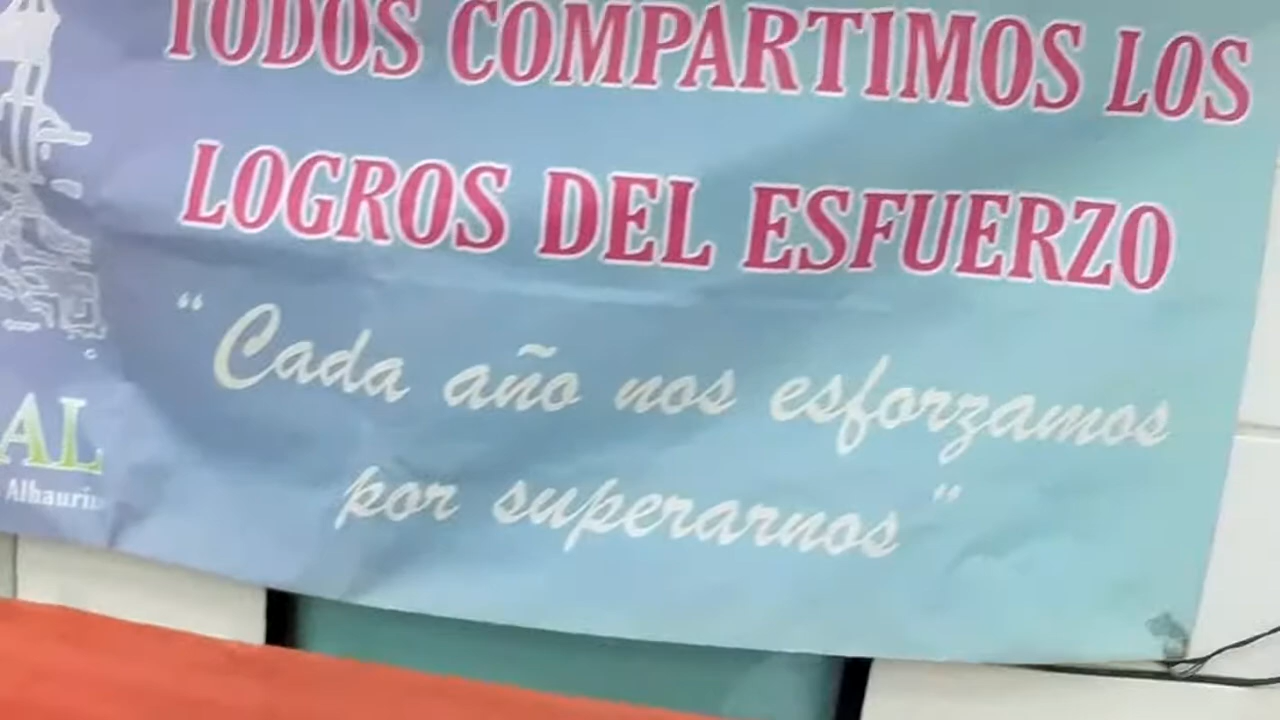 TODOS COMPARTIMOS LOS
LOGROS DEL ESFUERZO
"Cada año nos esforzamos
por superarnos"
AL
Alhaurín